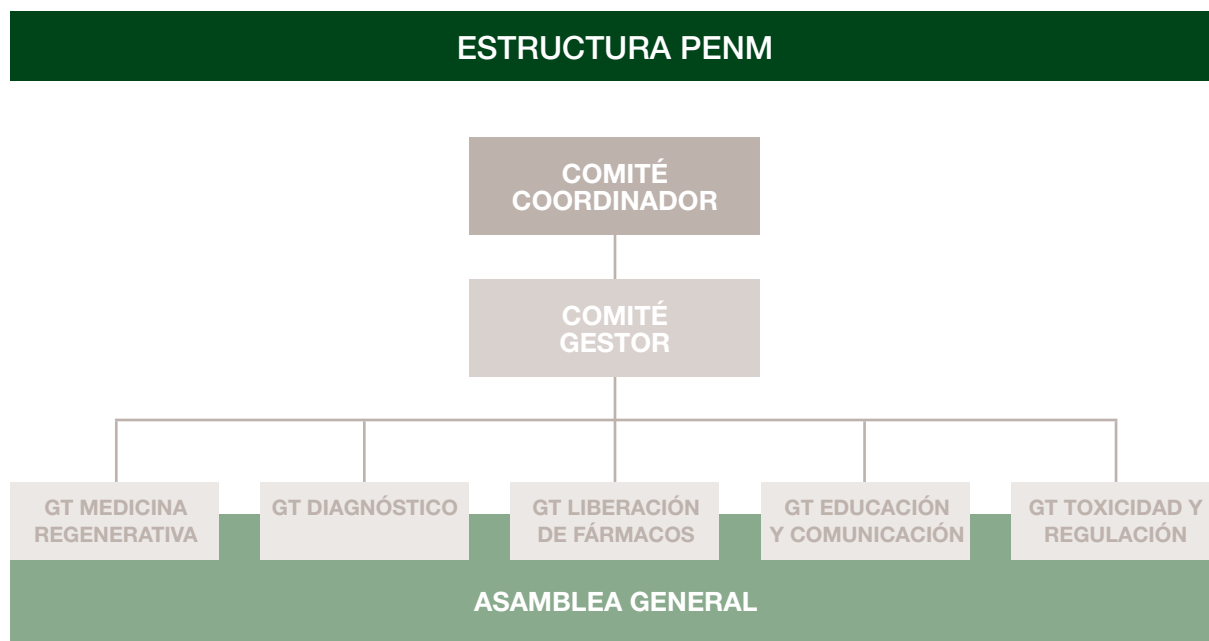 ESTRUCTURA PENM
COMITÉ
COORDINADOR
COMITÉ
GESTOR
GT MEDICINA
REGENERATIVA
GT DIAGNÓSTICO
GT LIBERACIÓN
DE FÁRMACOS
GT EDUCACIÓN
Y COMUNICACIÓN
GT TOXICIDAD Y
REGULACIÓN
ASAMBLEA GENERAL